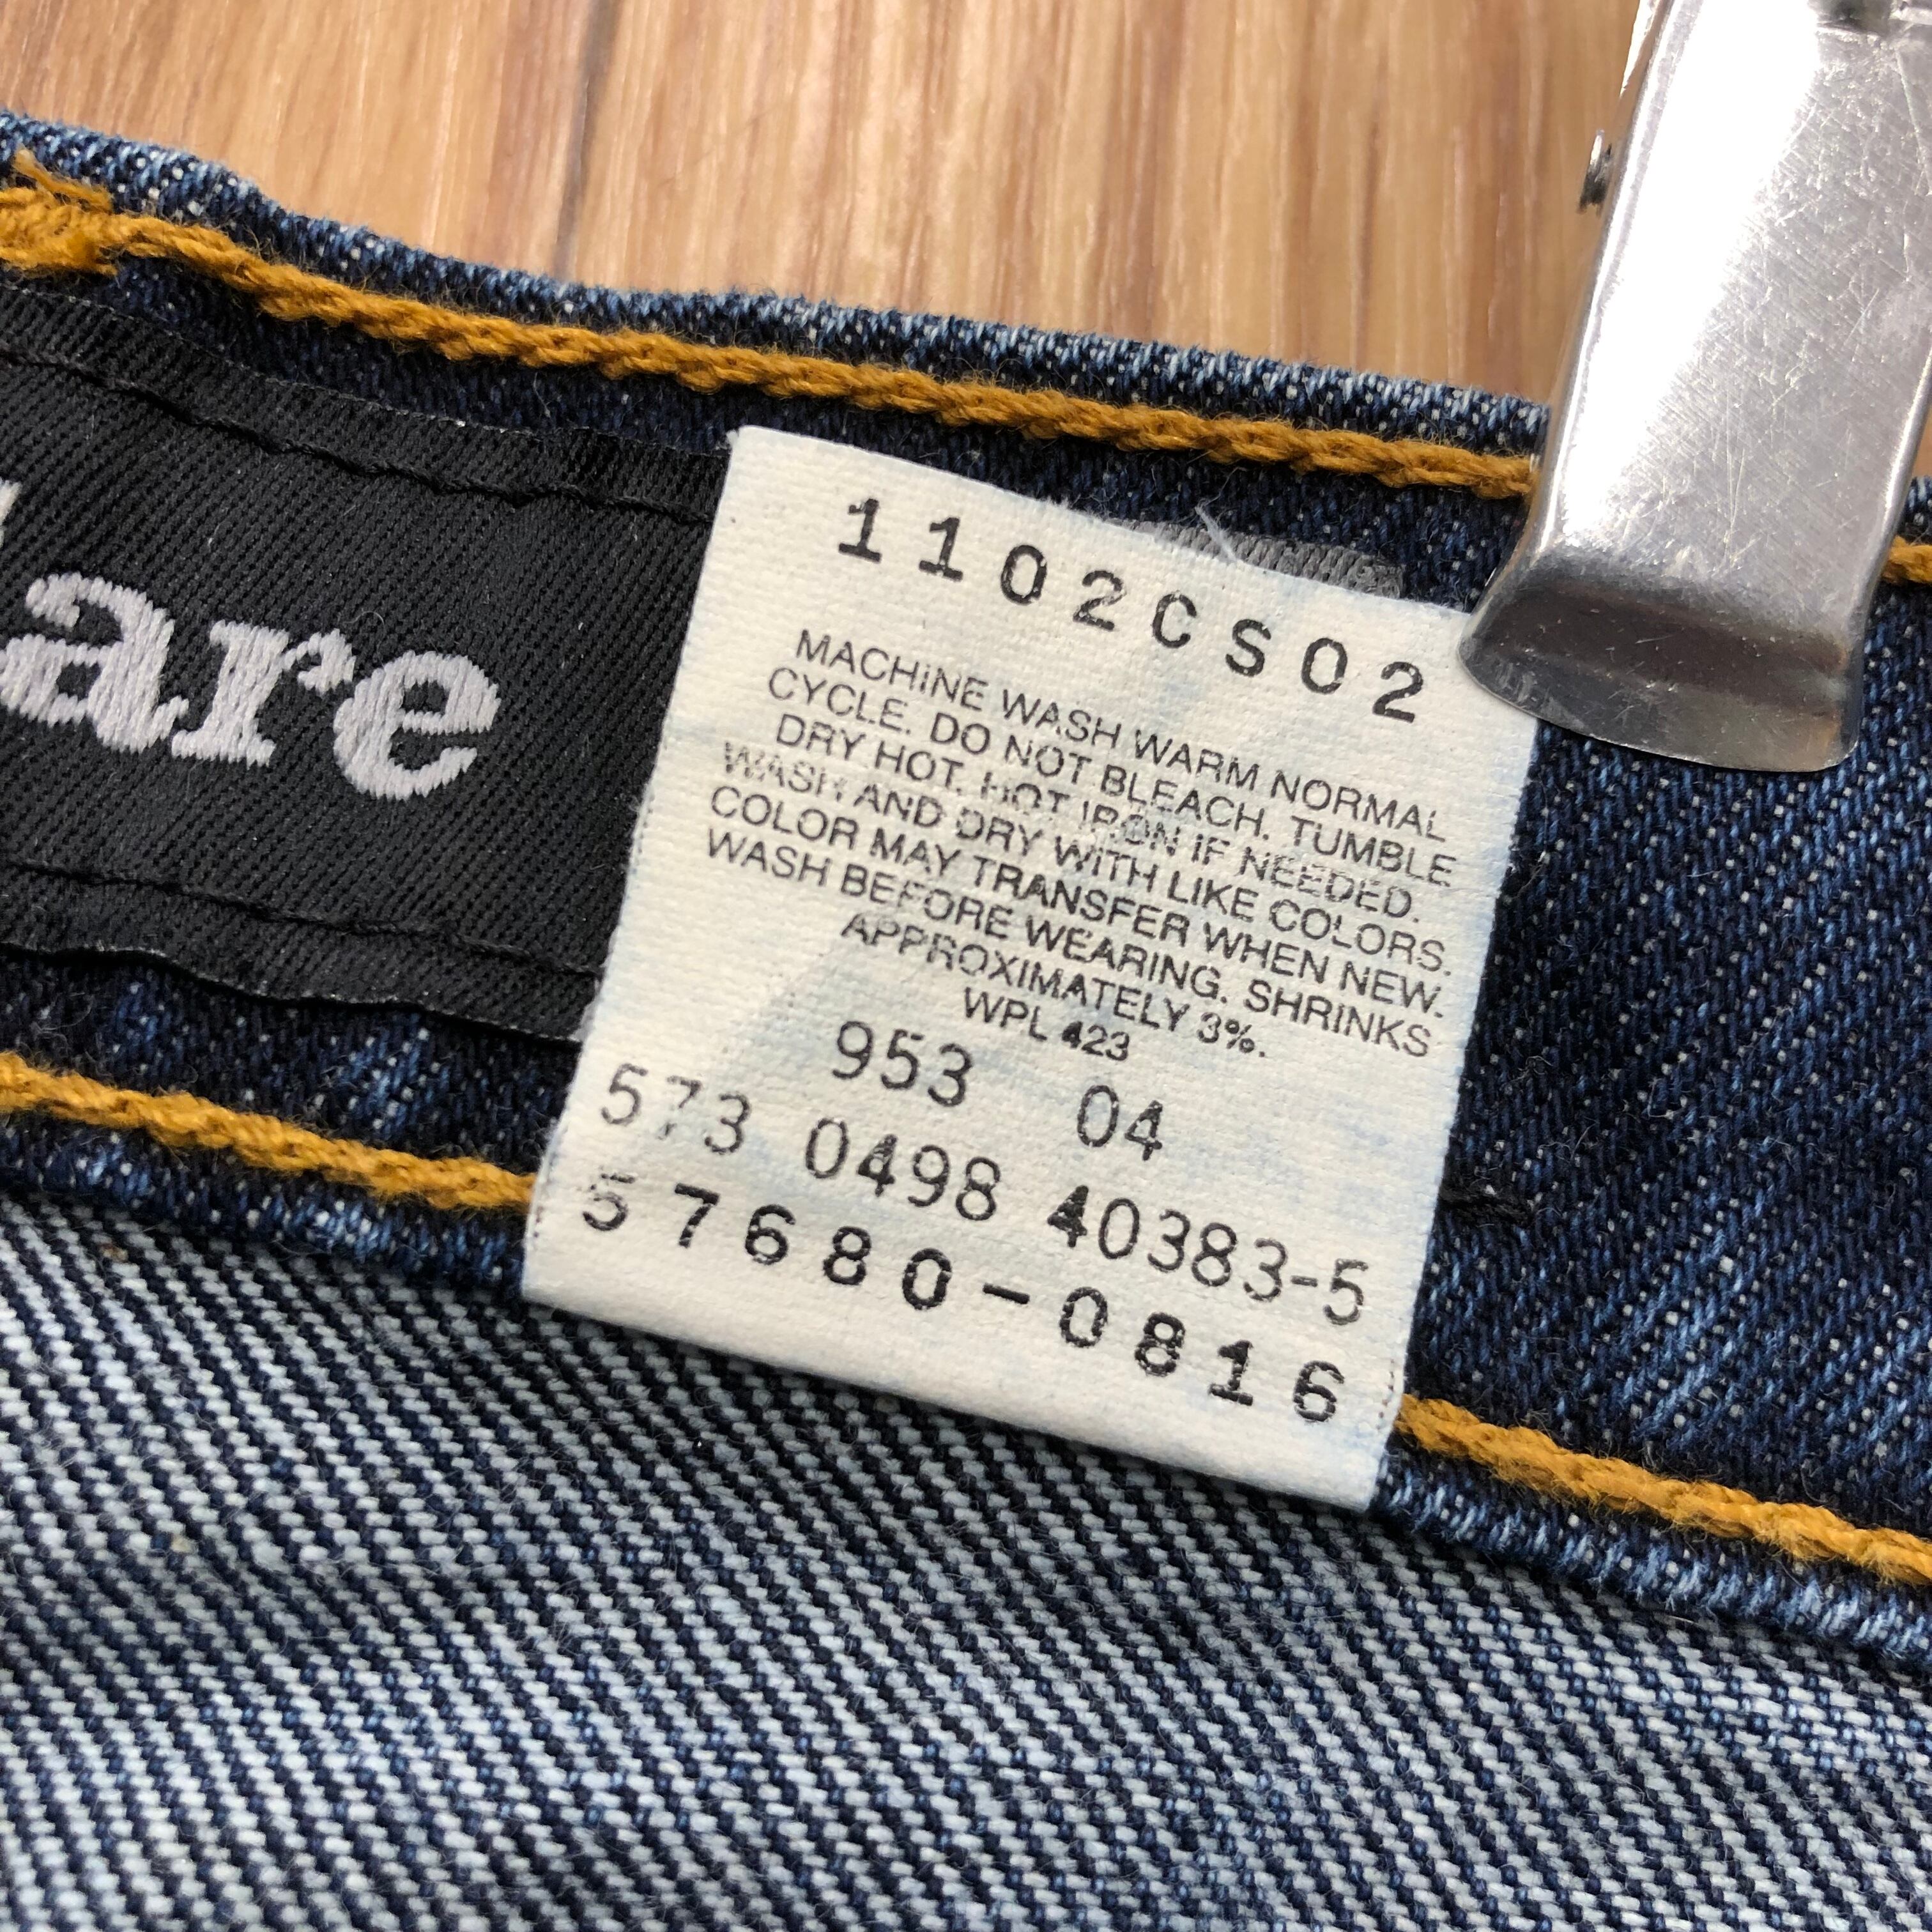 are
1102CS02
MACHINE WASH WARM NORMAL
CYCLE. DO NOT BLEACH. TUMBLE
DRY HOT. HOT IRON IF NEEDED.
WASH AND DRY WITH LIKE COLORS.
COLOR MAY TRANSFER WHEN NEW.
WASH BEFORE WEARING. SHRINKS
APPROXIMATELY 3%.
WPL 423
953 04
573 0498 40383-5
57680-0816